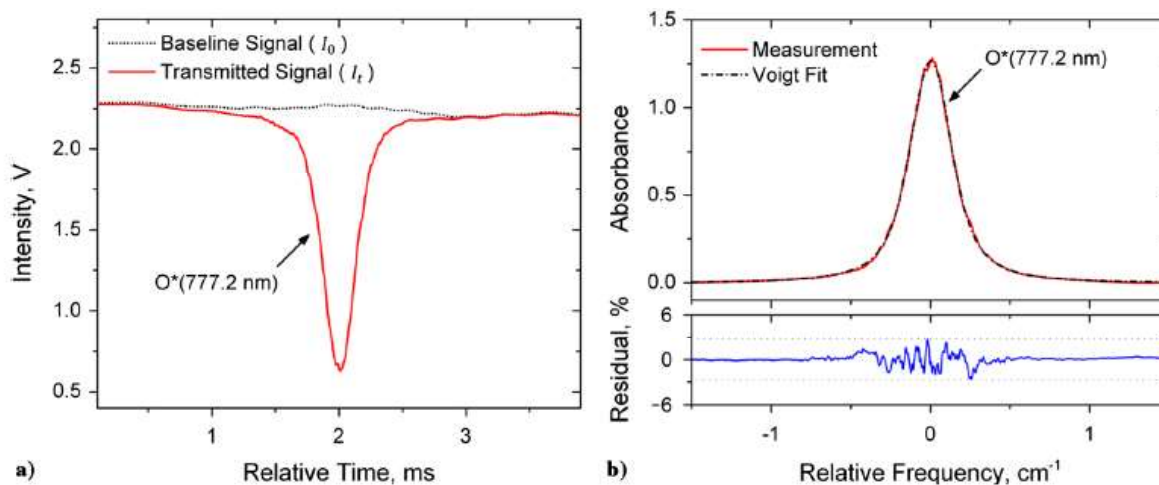 Baseline Signal ( I₀ )
Transmitted Signal ( Iₜ )
2.5
2.0
1.5
1.0
0.5
Intensity, V
O*(777.2 nm)
1
2
3
a)
Relative Time, ms
1.5
1.0
0.5
0.0
Absorbance
Measurement
Voigt Fit
O*(777.2 nm)
6
0
−6
Residual, %
-1
0
1
b)
Relative Frequency, cm⁻¹